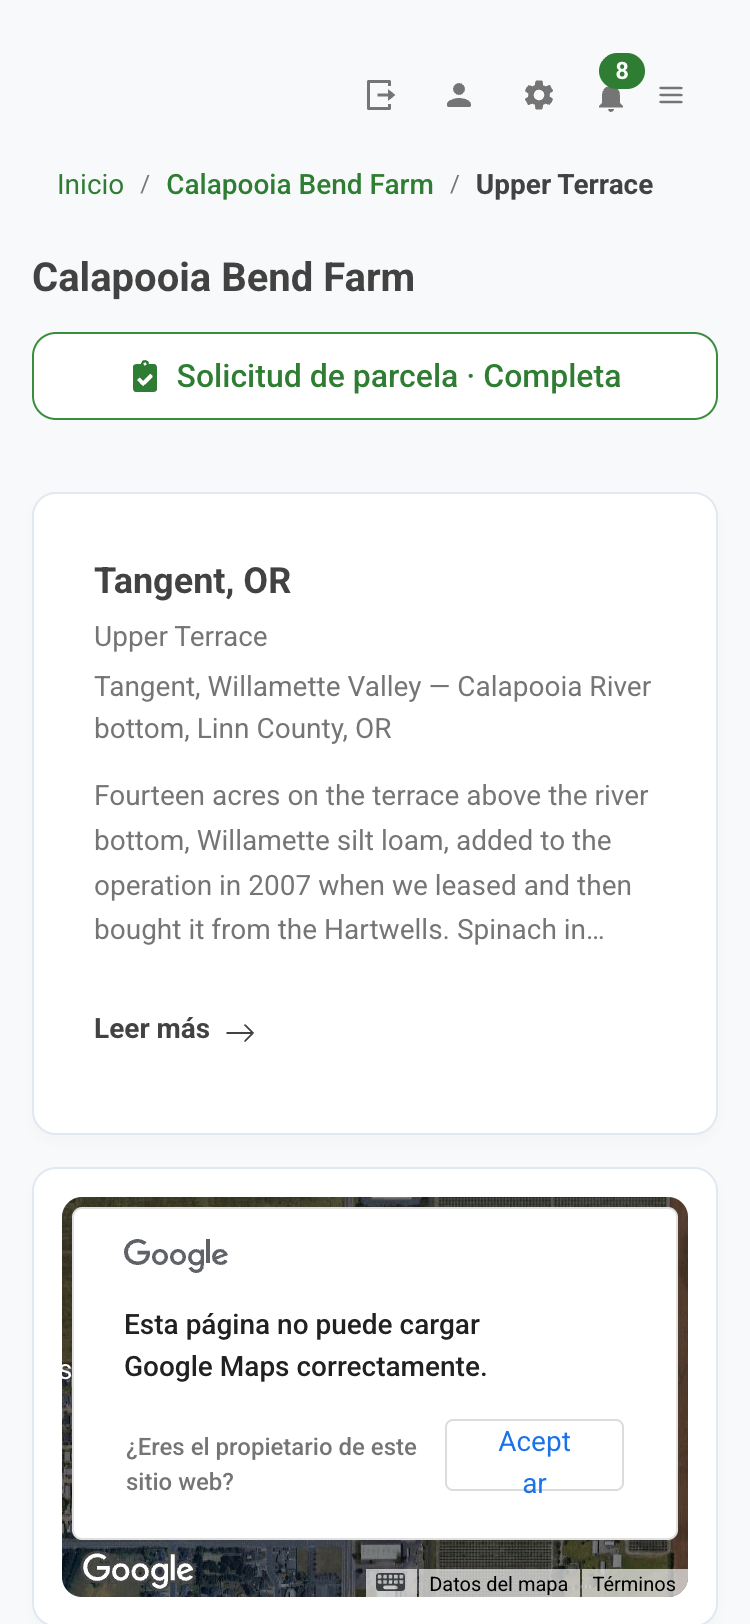 8
Inicio / Calapooia Bend Farm / Upper Terrace
Calapooia Bend Farm
Solicitud de parcela · Completa
Tangent, OR
Upper Terrace
Tangent, Willamette Valley — Calapooia River
bottom, Linn County, OR
Fourteen acres on the terrace above the river
bottom, Willamette silt loam, added to the
operation in 2007 when we leased and then
bought it from the Hartwells. Spinach in...
Leer más
Google
Esta página no puede cargar
Google Maps correctamente.
s
¿Eres el propietario de este
sitio web?
Acept
ar
Google
Datos del mapa
Términos